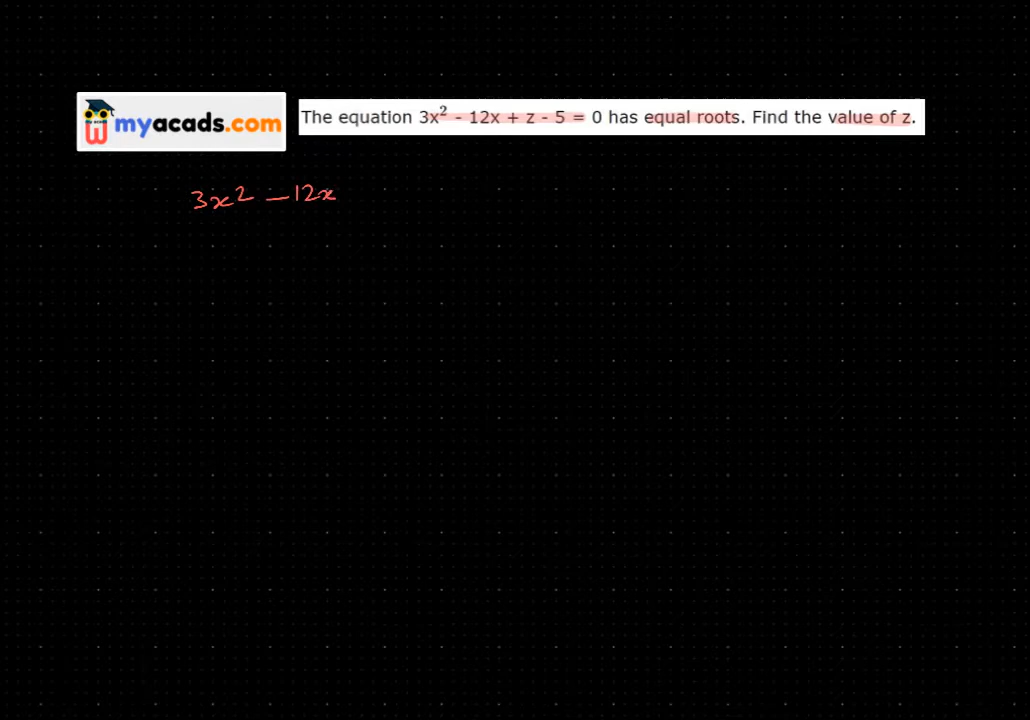 myacads.com
The equation 3x² - 12x + z - 5 = 0 has equal roots. Find the value of z.
3x² - 12x